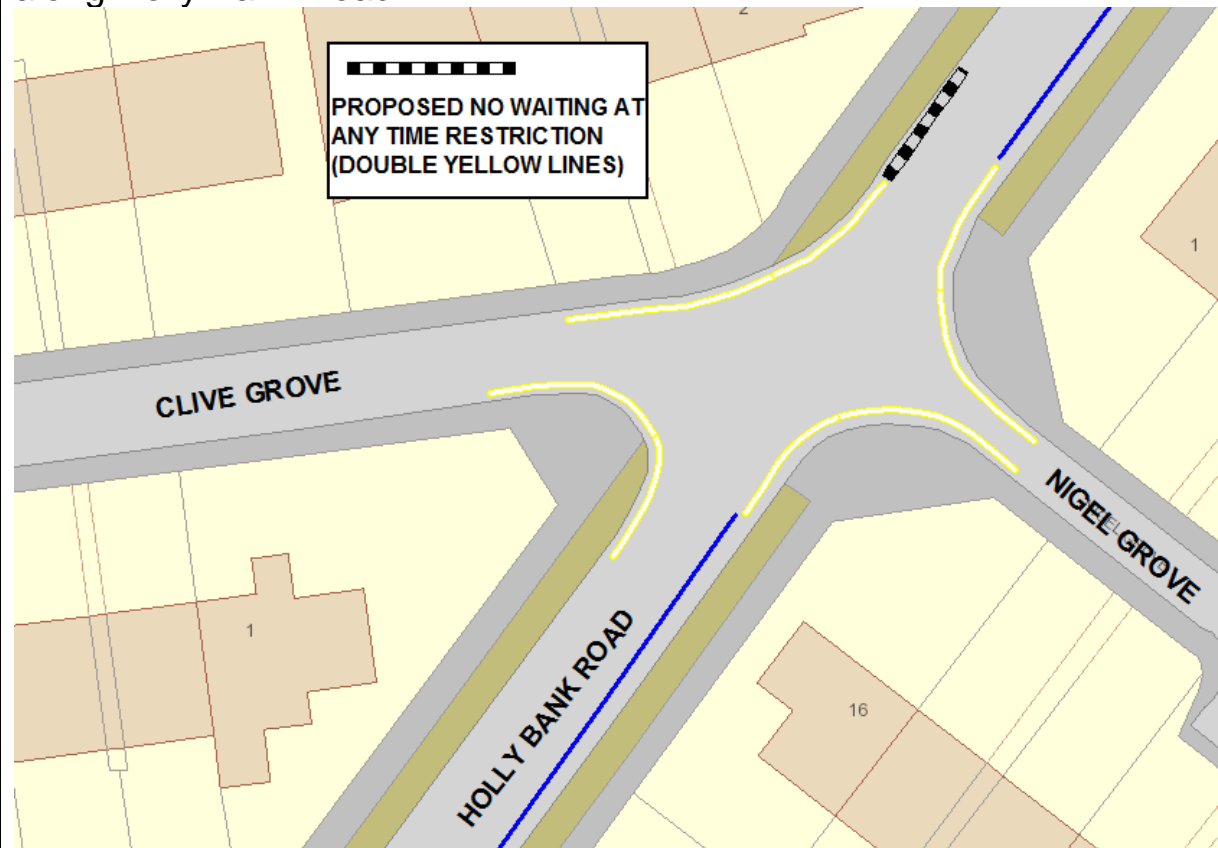 2
PROPOSED NO WAITING AT
ANY TIME RESTRICTION
(DOUBLE YELLOW LINES)
1
CLIVE GROVE
NIGEL GROVE
1
HOLLY BANK ROAD
16